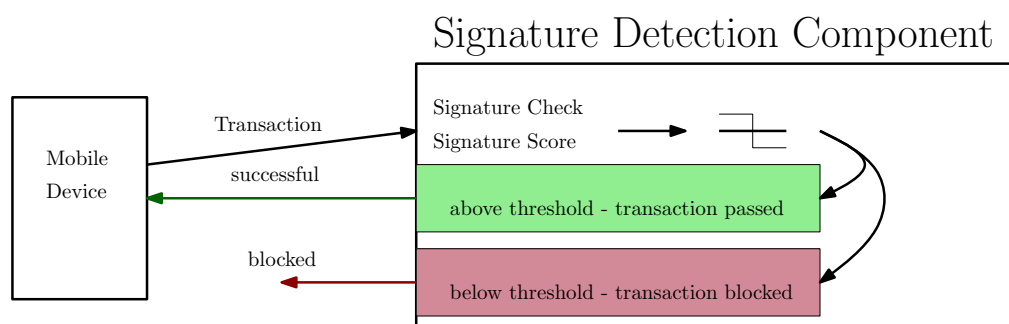 Signature Detection Component
Signature Check
Transaction
Signature Score
Mobile
Device
successful
above threshold - transaction passed
blocked
below threshold - transaction blocked